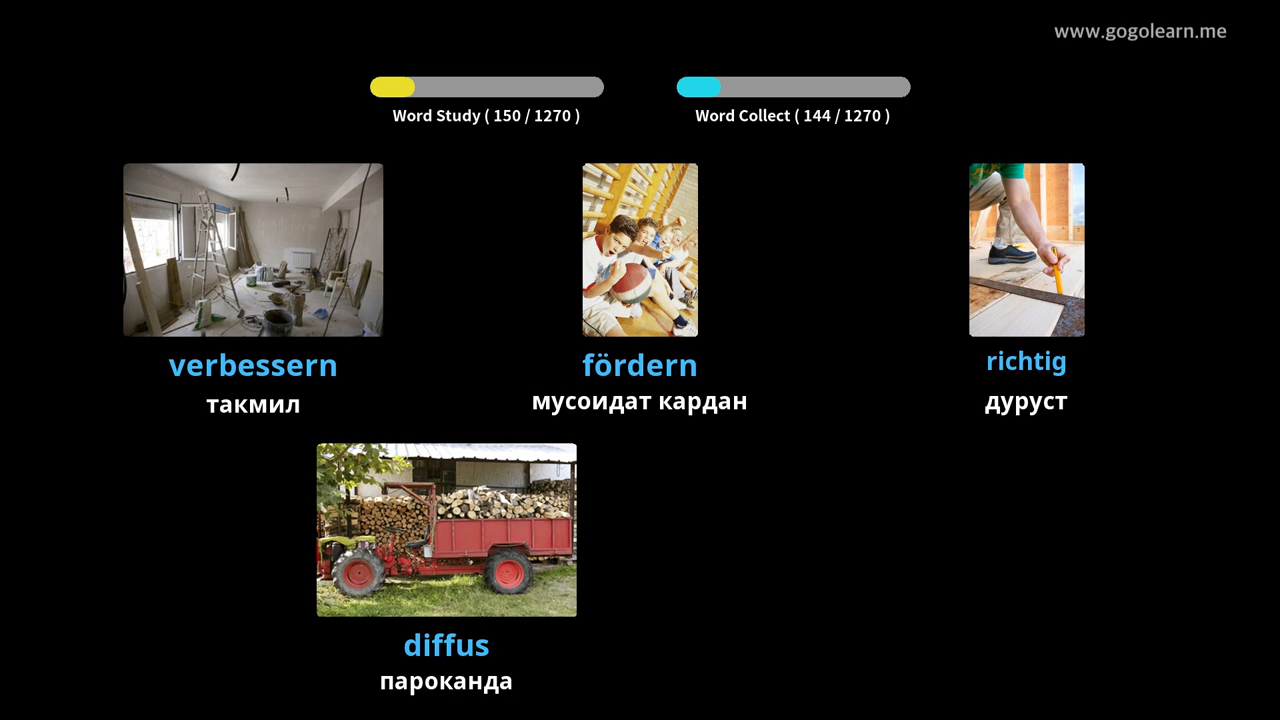 www.gogolearn.me
Word Study ( 150 / 1270 )
Word Collect ( 144 / 1270 )
verbessern
такмил
fördern
мусоидат кардан
richtig
дуруст
diffus
пароканда